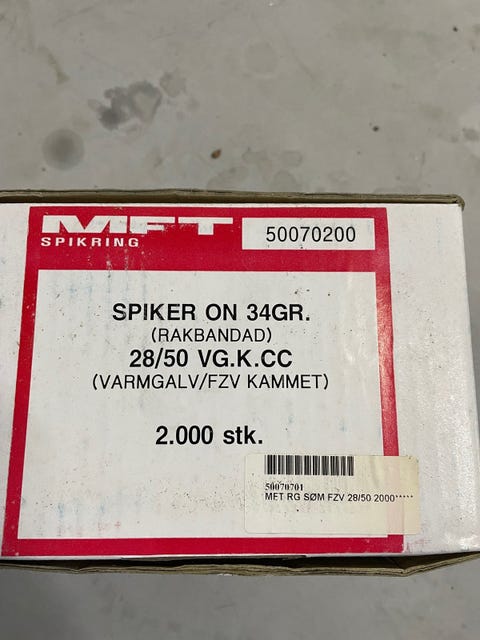 MFT
SPIKRING
50070200
SPIKER ON 34GR.
(RAKBANDAD)
28/50 VG.K.CC
(VARMGALV/FZV KAMMET)
2.000 stk.
50070701
MET RG SØM FZV 28/50 2000*****